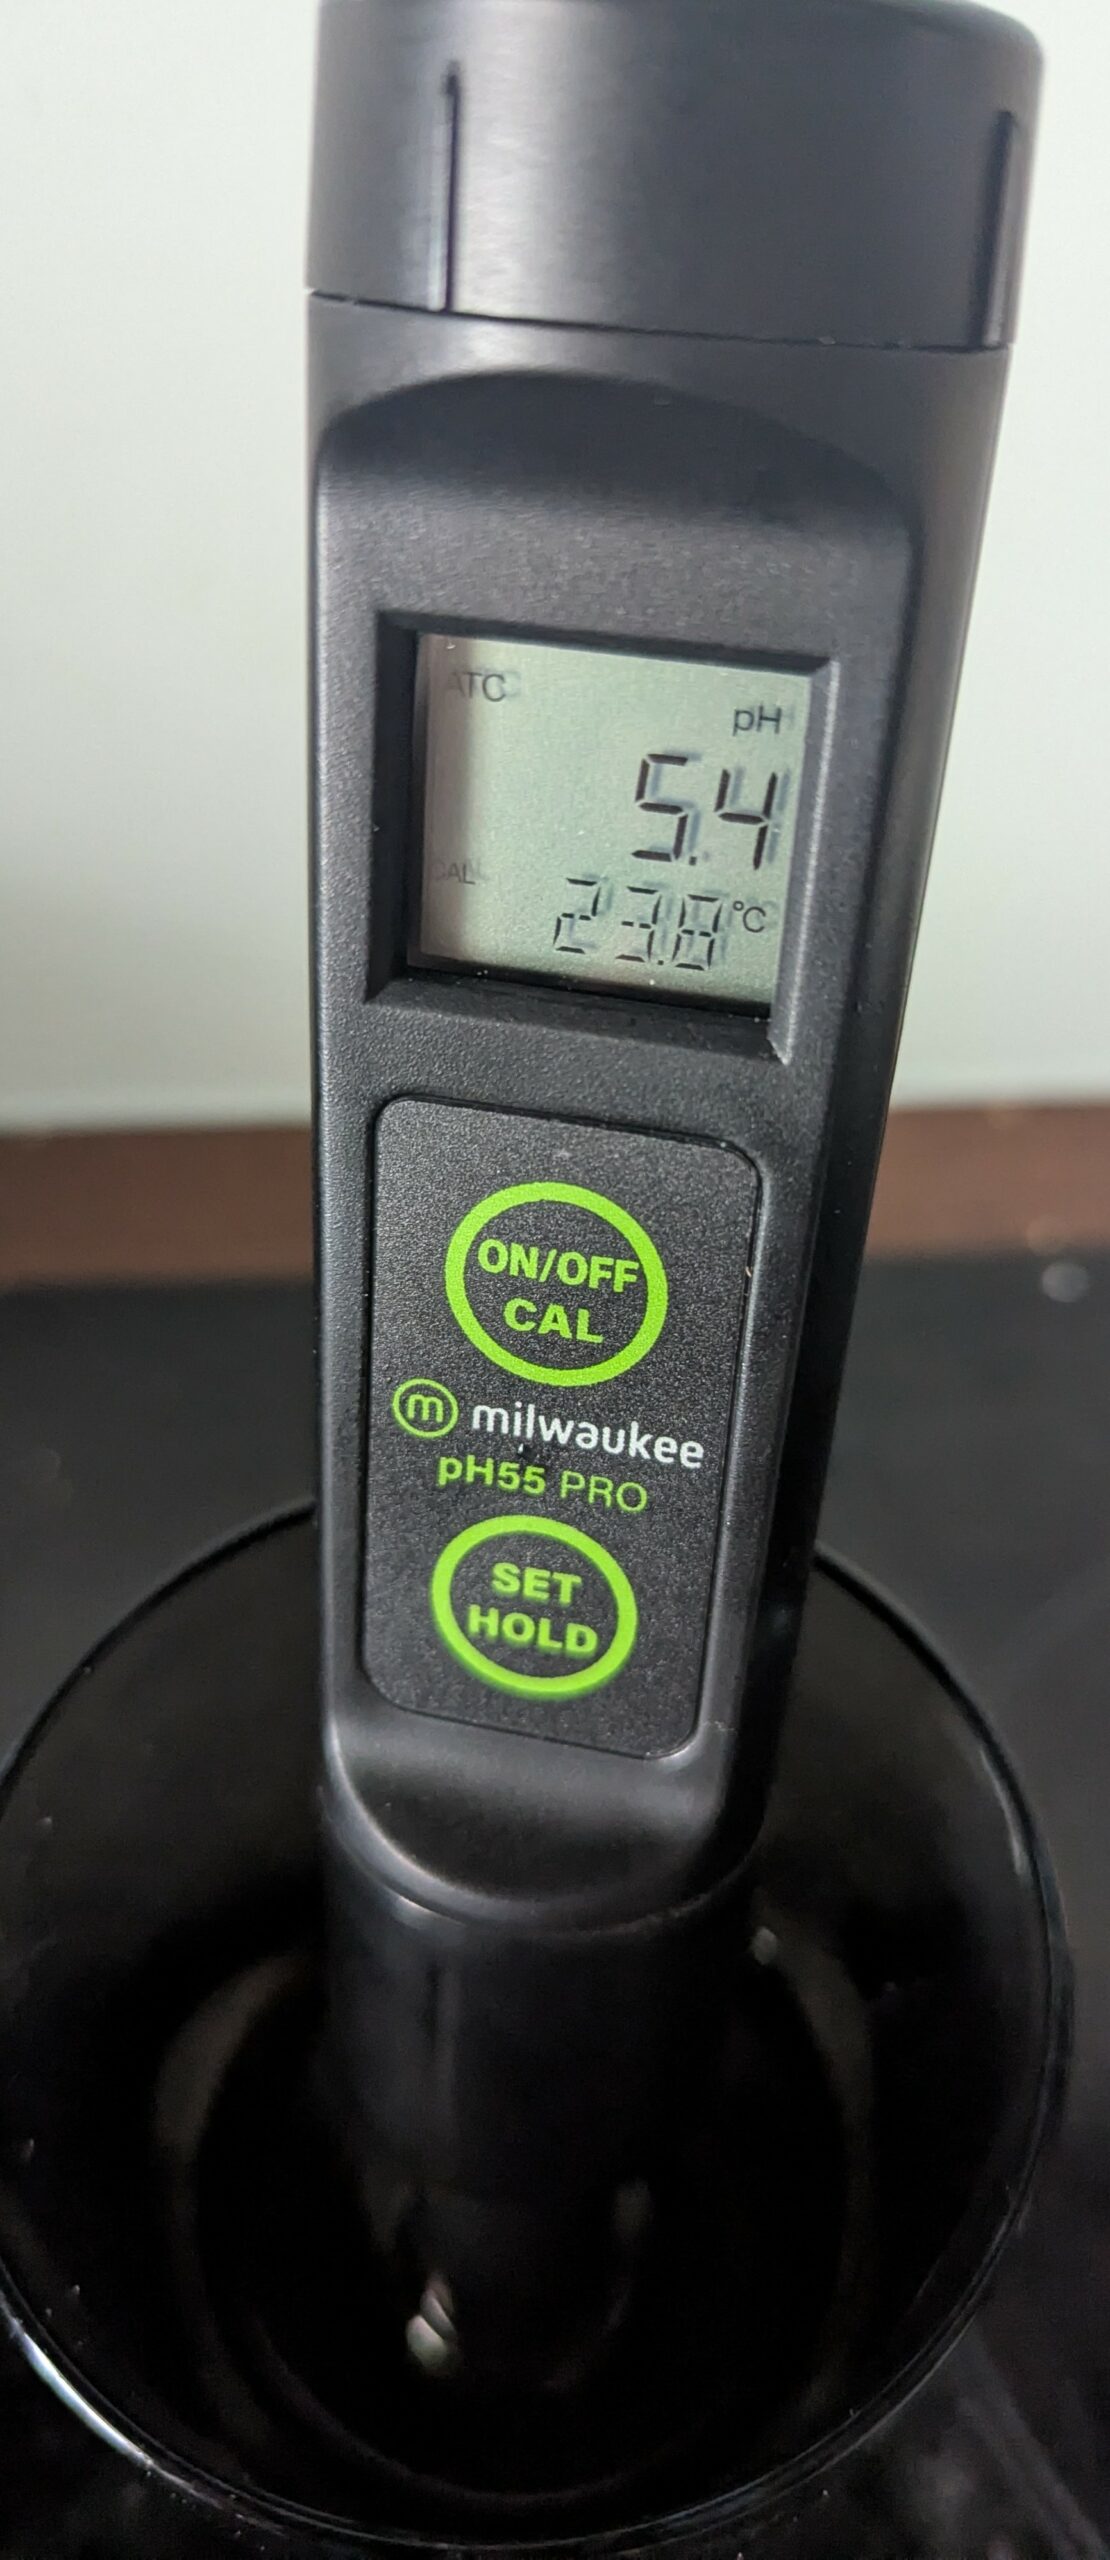 ATC
pH
5.4
CAL
23.8 °C
ON/OFF
CAL
m milwaukee
pH55 PRO
SET
HOLD